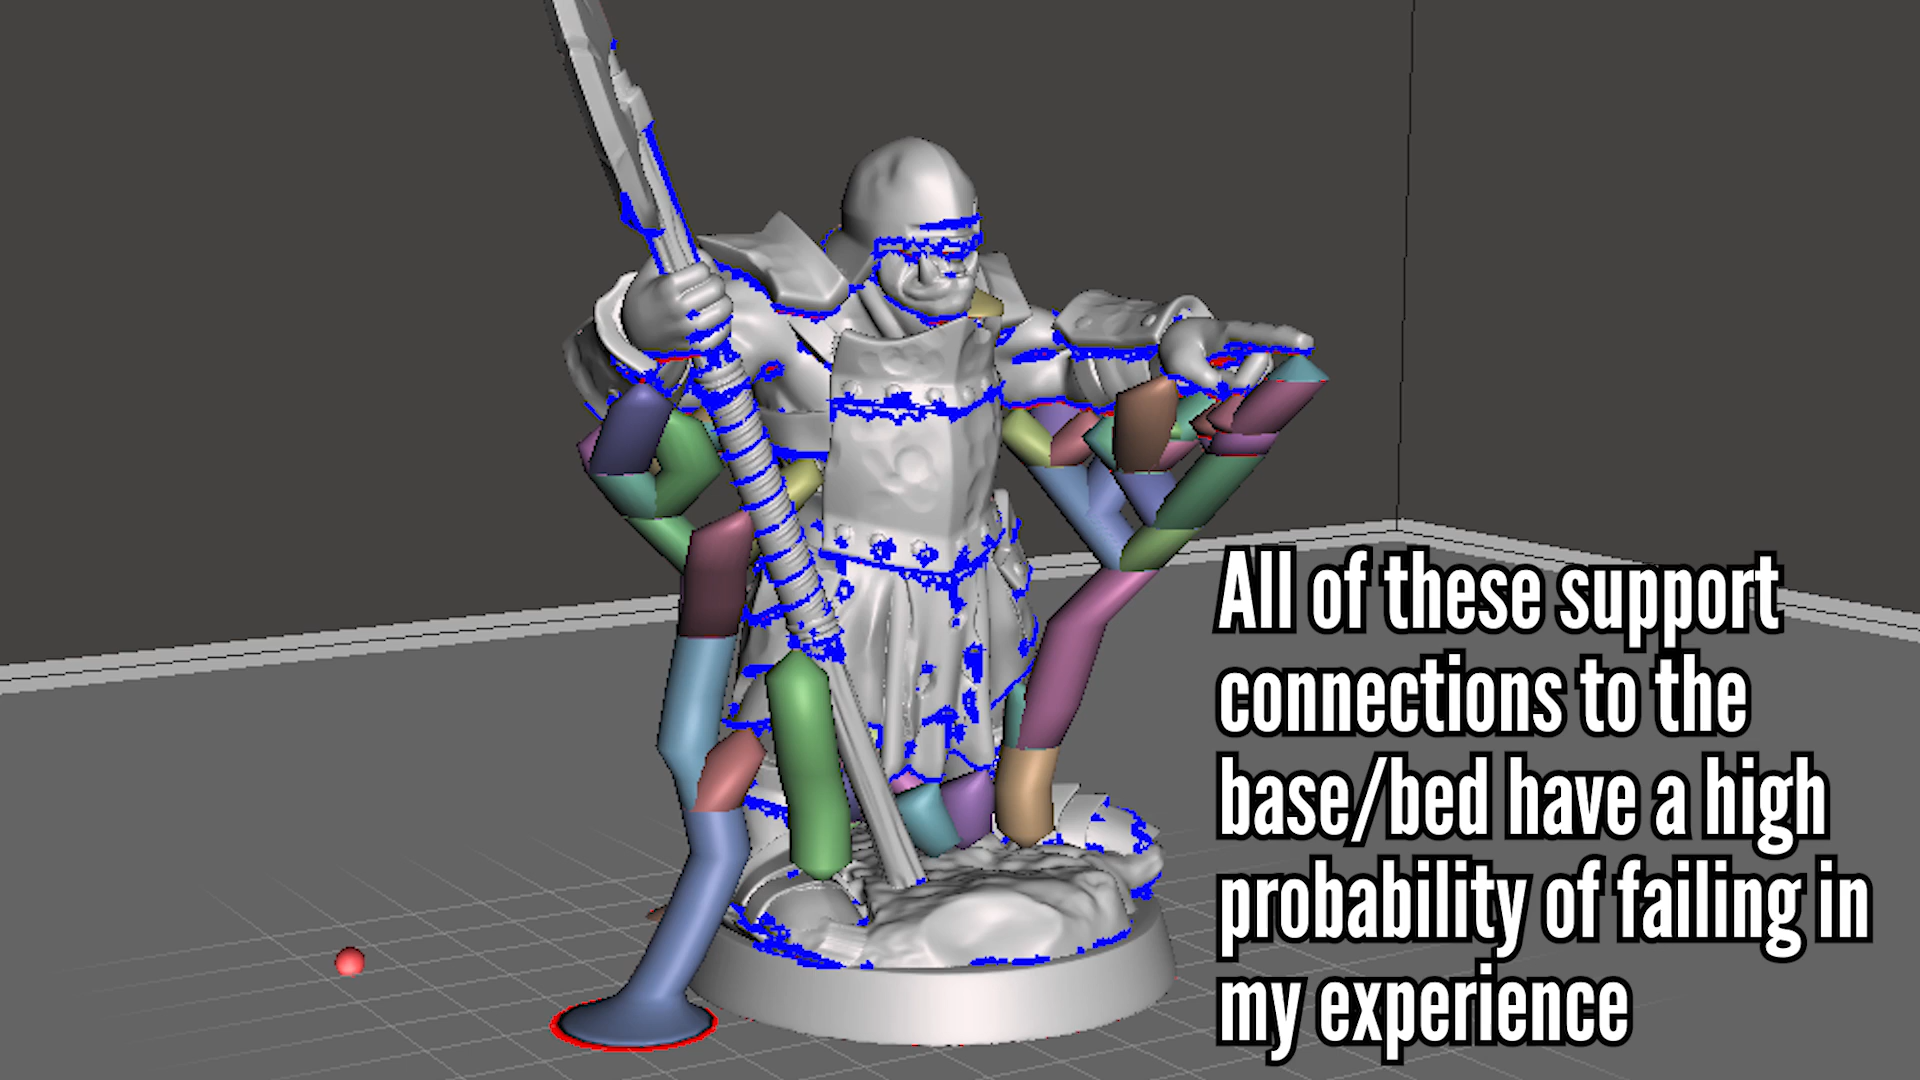 All of these support
connections to the
base/bed have a high
probability of failing in
my experience